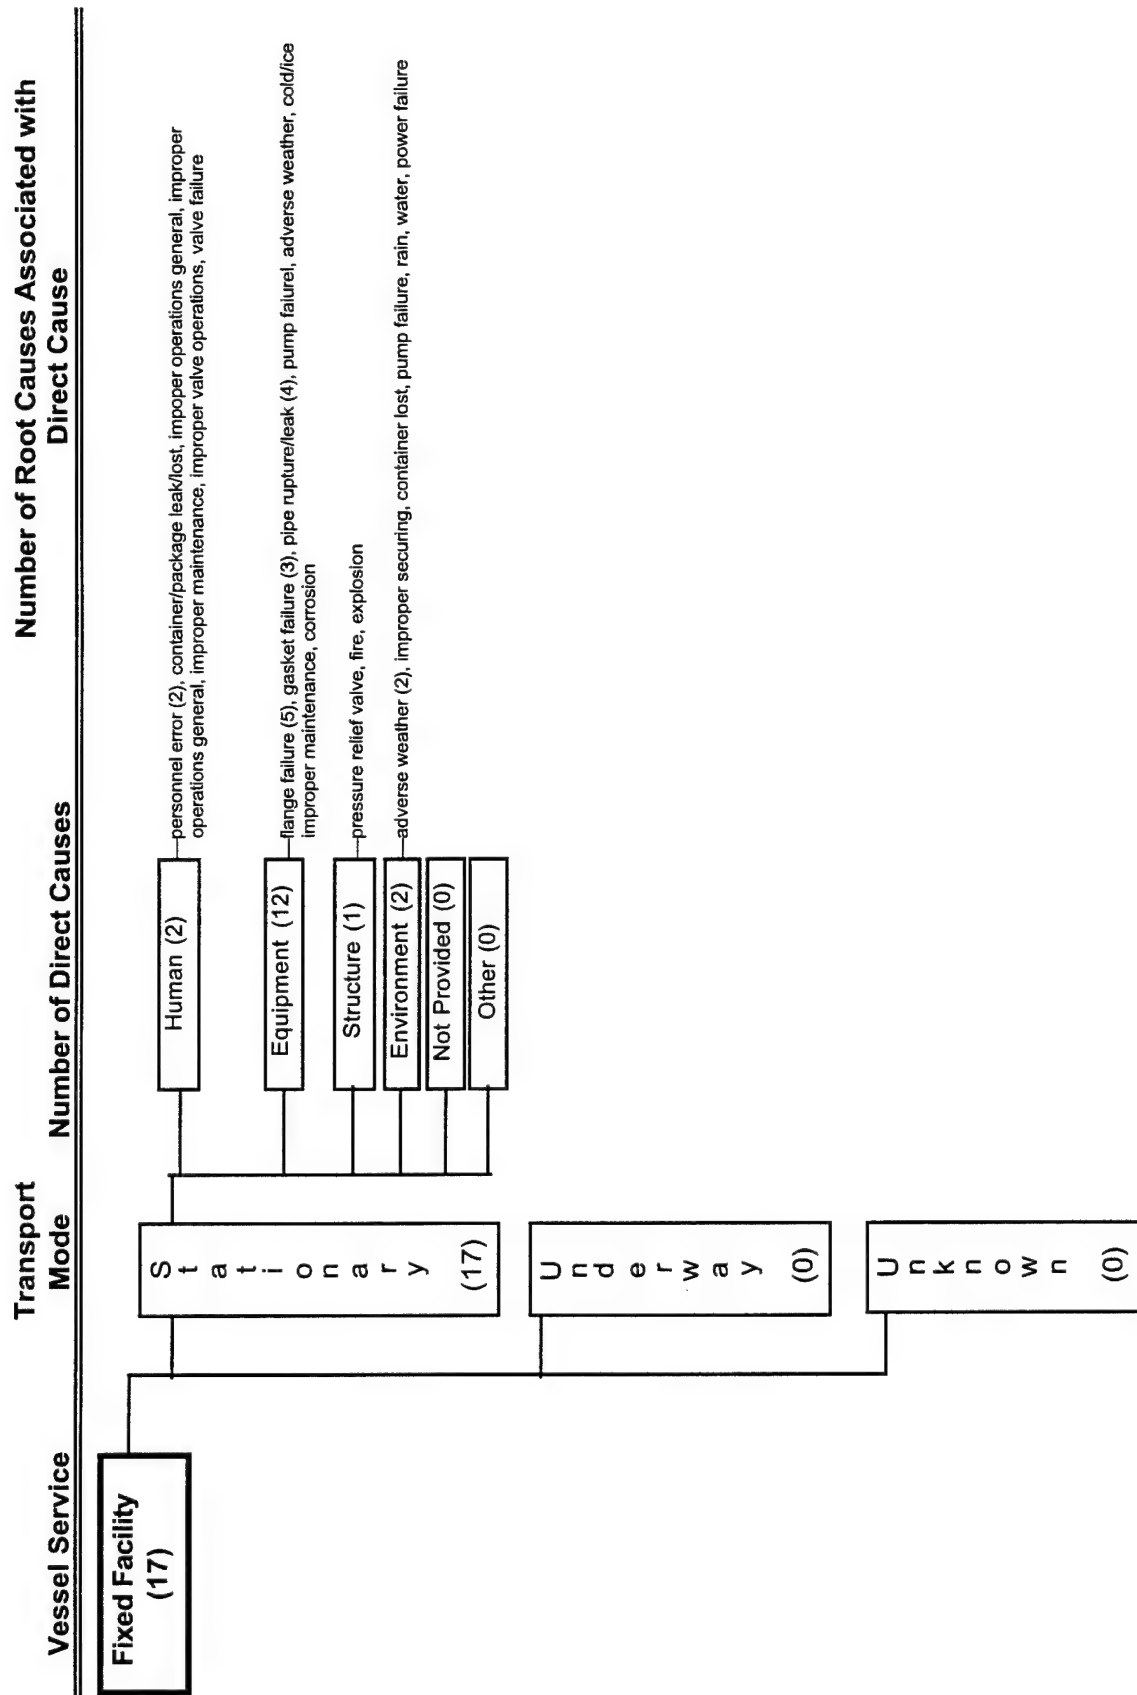 Vessel Service
Transport
Mode
Number of Direct Causes
Number of Root Causes Associated with
Direct Cause
Fixed Facility
(17)
Stationary
(17)
Underway
(0)
Unknown
(0)
Human (2)
personnel error (2), container/package leak/lost, impoper operations general, improper
operations general, improper maintenance, improper valve operations, valve failure
Equipment (12)
flange failure (5), gasket failure (3), pipe rupture/leak (4), pump failurel, adverse weather, cold/ice
improper maintenance, corrosion
Structure (1)
pressure relief valve, fire, explosion
Environment (2)
adverse weather (2), improper securing, container lost, pump failure, rain, water, power failure
Not Provided (0)
Other (0)